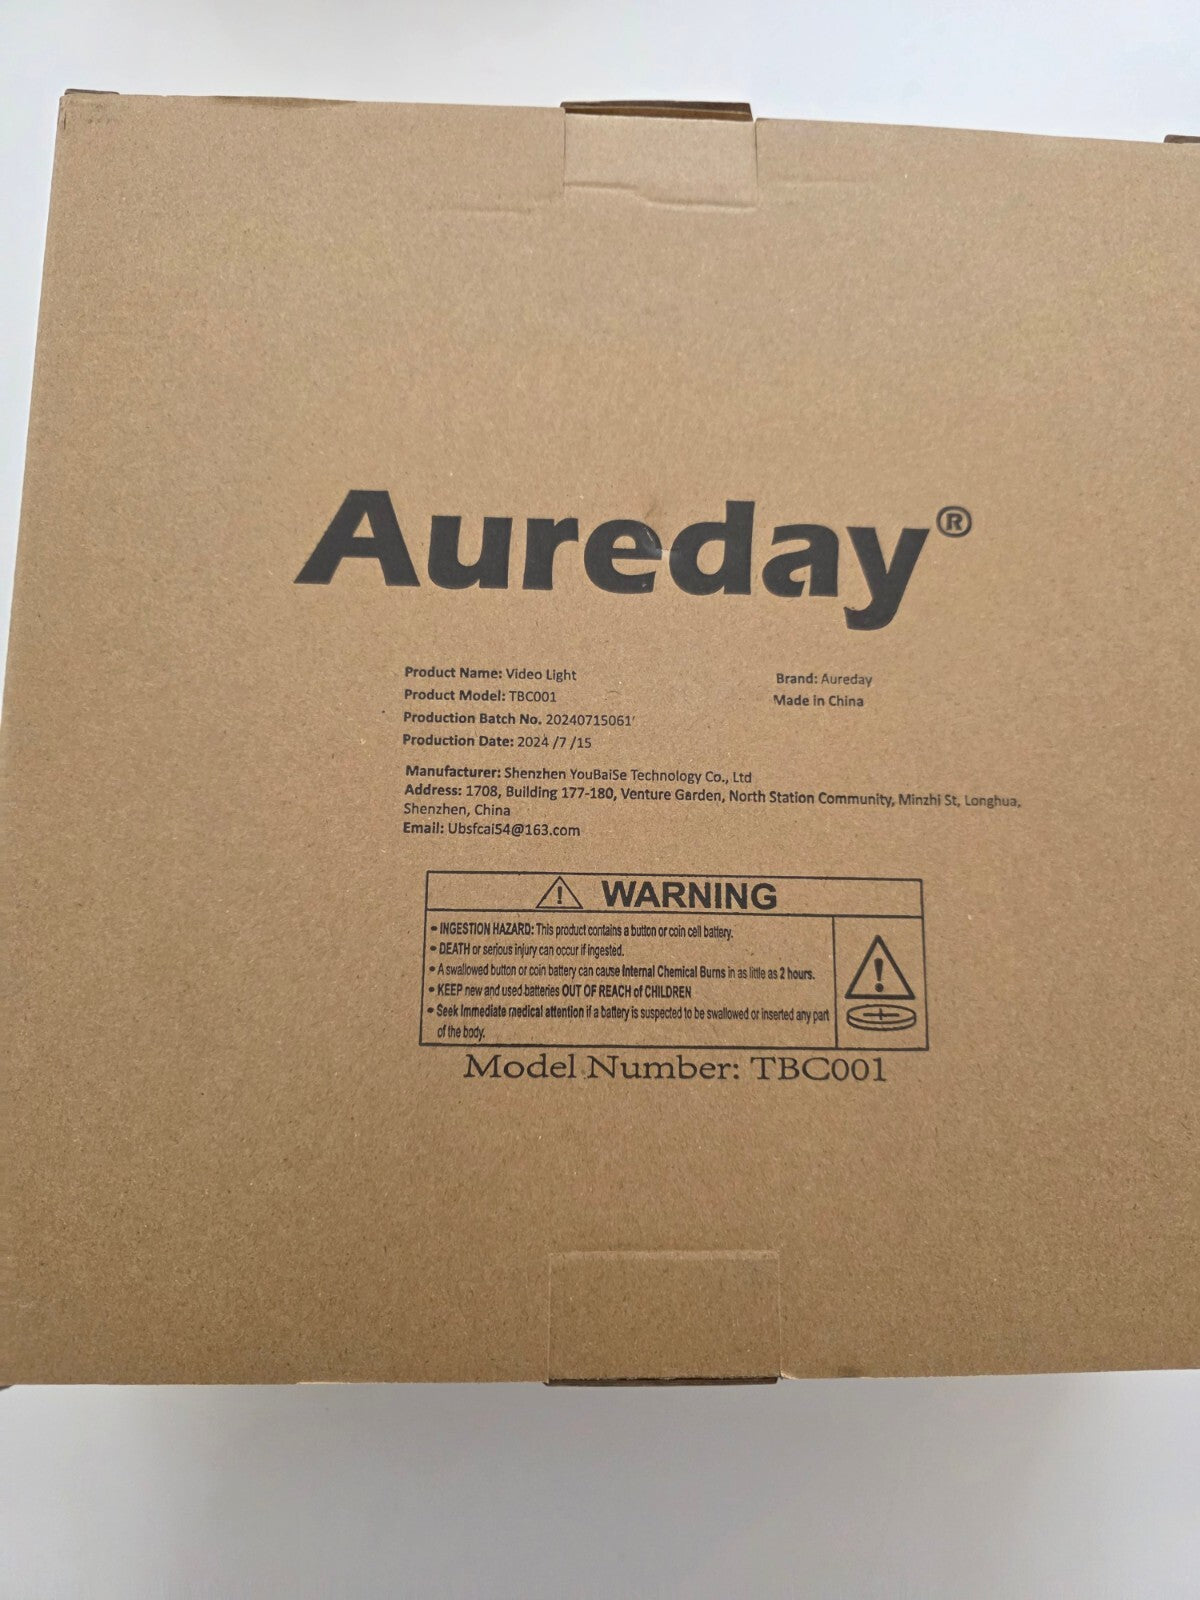 Aureday®
Product Name: Video Light
Brand: Aureday
Product Model: TBC001
Made in China
Production Batch No. 20240715061'
Production Date: 2024 /7 /15
Manufacturer: Shenzhen YouBaiSe Technology Co., Ltd
Address: 1708, Building 177-180, Venture Garden, North Station Community, Minzhi St, Longhua,
Shenzhen, China
Email: Ubsfcai54@163.com
WARNING
• INGESTION HAZARD: This product contains a button or coin cell battery.
• DEATH or serious injury can occur if ingested.
• A swallowed button or coin battery can cause Internal Chemical Burns in as little as 2 hours.
• KEEP new and used batteries OUT OF REACH of CHILDREN
• Seek Immediate medical attention if a battery is suspected to be swallowed or inserted any part
of the body.
Model Number: TBC001